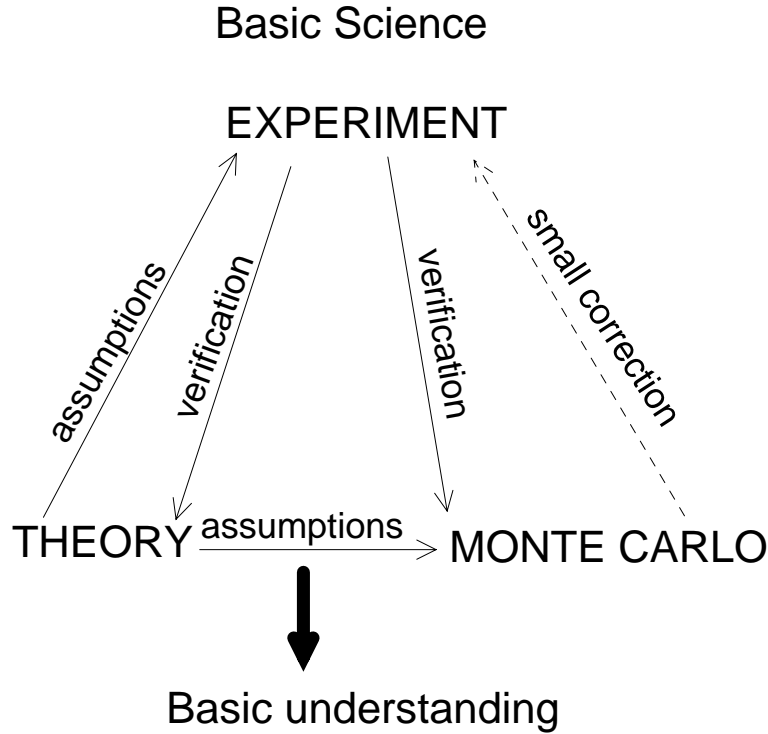 Basic Science
EXPERIMENT
assumptions
verification
verification
small correction
THEORY
assumptions
MONTE CARLO
Basic understanding